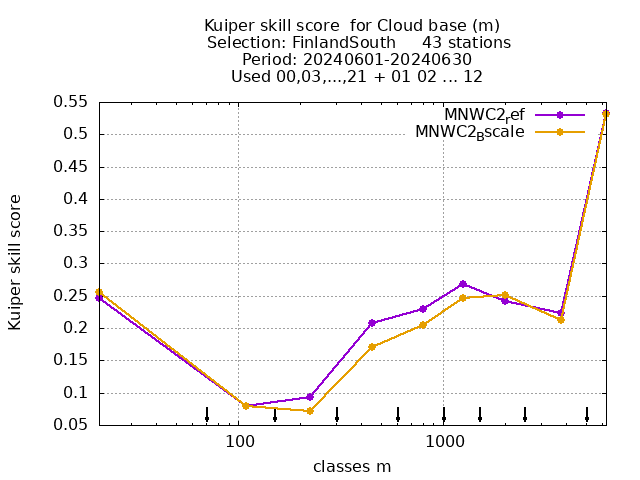 Kuiper skill score  for Cloud base (m)
Selection: FinlandSouth     43 stations
Period: 20240601-20240630
Used 00,03,...,21 + 01 02 ... 12
MNWC2ref
MNWC2Bscale
0.55
0.5
0.45
0.4
0.35
0.3
0.25
0.2
0.15
0.1
0.05
Kuiper skill score
100
1000
classes m